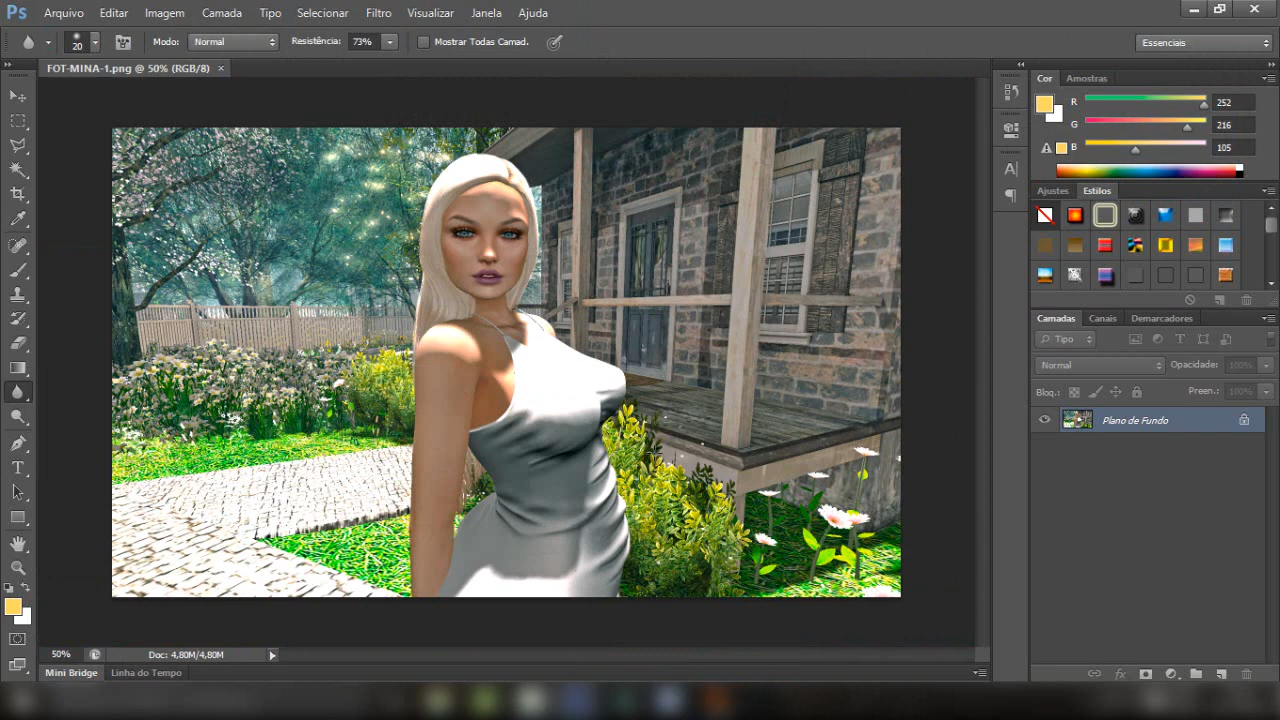 Ps Arquivo Editar Imagem Camada Tipo Selecionar Filtro Visualizar Janela Ajuda
20 Modo: Normal Resistência: 73% Mostrar Todas Camad. Essenciais
FOT-MINA-1.png @ 50% (RGB/8) ×
Cor Amostras
R 252
G 216
B 105
Ajustes Estilos
Camadas Canais Demarcadores
Tipo
Normal Opacidade: 100%
Bloq.: Preen.: 100%
Plano de Fundo
50% Doc: 4,80M/4,80M
Mini Bridge Linha do Tempo